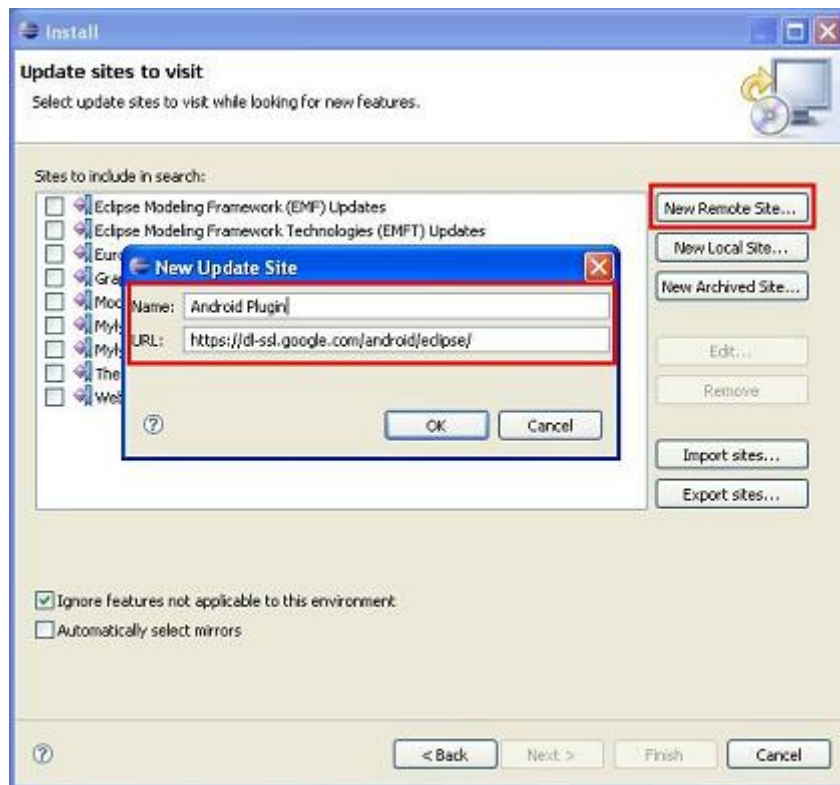 Install
Update sites to visit
Select update sites to visit while looking for new features.
Sites to include in search:
Eclipse Modeling Framework (EMF) Updates
Eclipse Modeling Framework Technologies (EMFT) Updates
New Update Site
Name: Android Plugin
URL: https://dl-ssl.google.com/android/eclipse/
OK
Cancel
New Remote Site...
New Local Site...
New Archived Site...
Edit...
Remove
Import sites...
Export sites...
Ignore features not applicable to this environment
Automatically select mirrors
< Back
Next >
Finish
Cancel